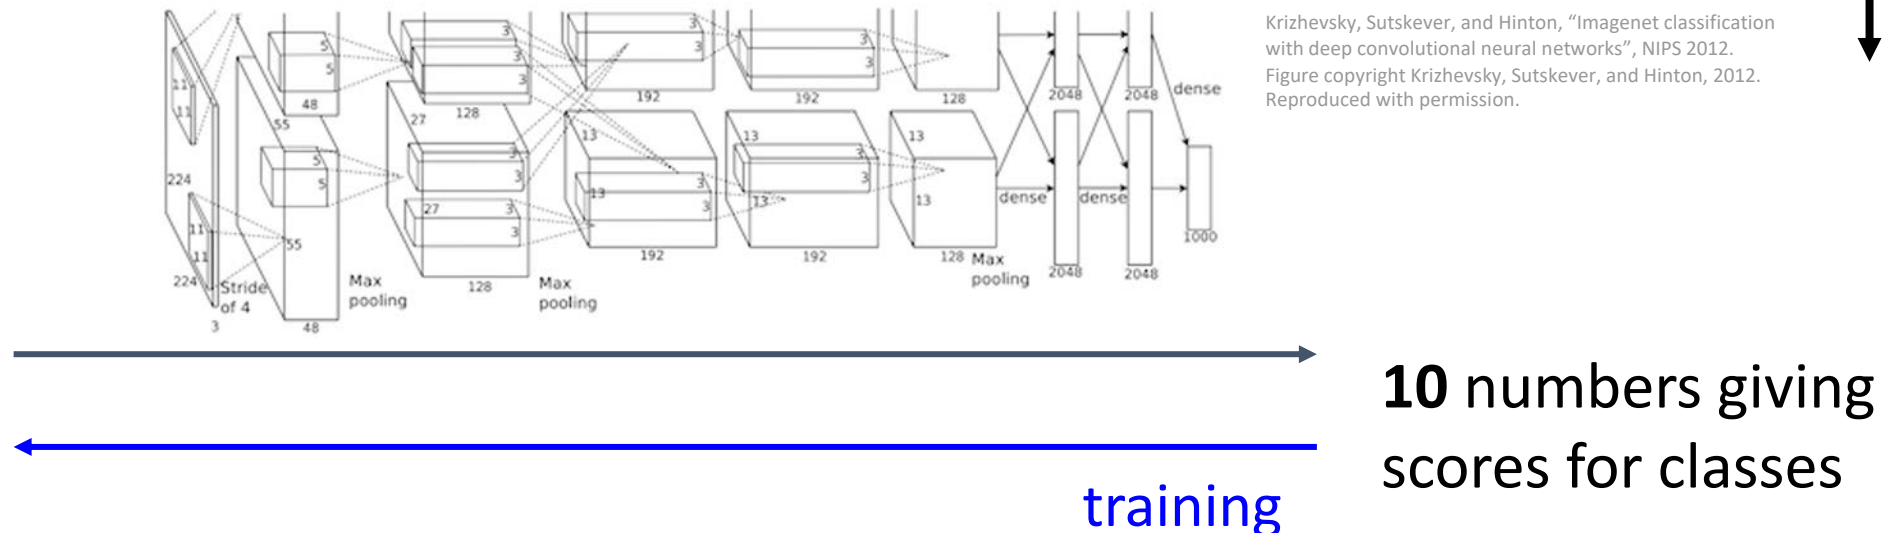 Krizhevsky, Sutskever, and Hinton, “Imagenet classification
with deep convolutional neural networks”, NIPS 2012.
Figure copyright Krizhevsky, Sutskever, and Hinton, 2012.
Reproduced with permission.
3
3
5
5
3
3
3
3
3
3
11
11
48
128
192
192
128
2048
2048
dense
55
27
13
13
13
5
5
3
3
3
3
3
3
224
27
3
3
13
13
13
dense
dense
11
11
55
192
192
128
Max
pooling
2048
2048
1000
224
Stride
of 4
3
48
Max
pooling
128
Max
pooling
10 numbers giving
scores for classes
training